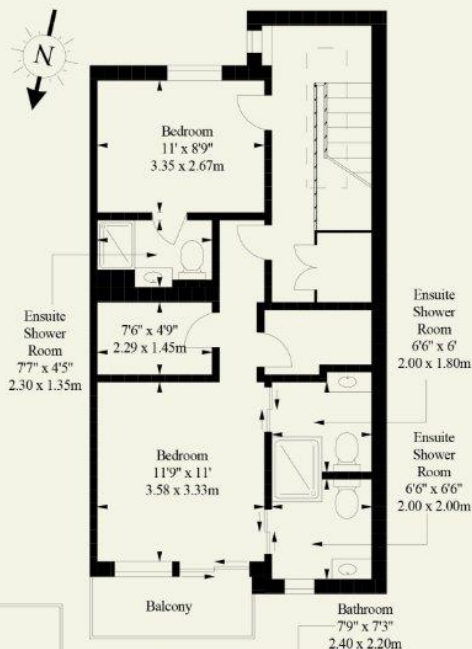 N
Bedroom
11' x 8'9"
3.35 x 2.67m
Ensuite
Shower
Room
7'7" x 4'5"
2.30 x 1.35m
7'6" x 4'9"
2.29 x 1.45m
Ensuite
Shower
Room
6'6" x 6'
2.00 x 1.80m
Bedroom
11'9" x 11'
3.58 x 3.33m
Ensuite
Shower
Room
6'6" x 6'6"
2.00 x 2.00m
Balcony
Bathroom
7'9" x 7'3"
2.40 x 2.20m